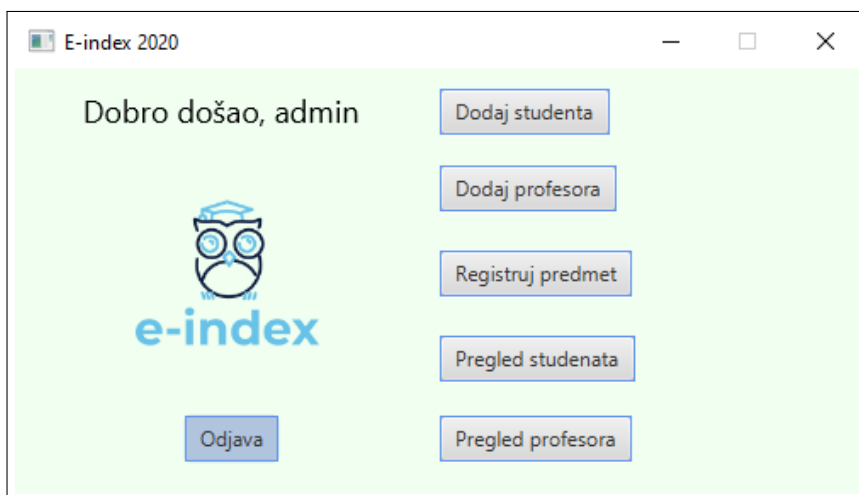 E-index 2020
Dobro došao, admin
e-index
Odjava
Dodaj studenta
Dodaj profesora
Registruj predmet
Pregled studenata
Pregled profesora